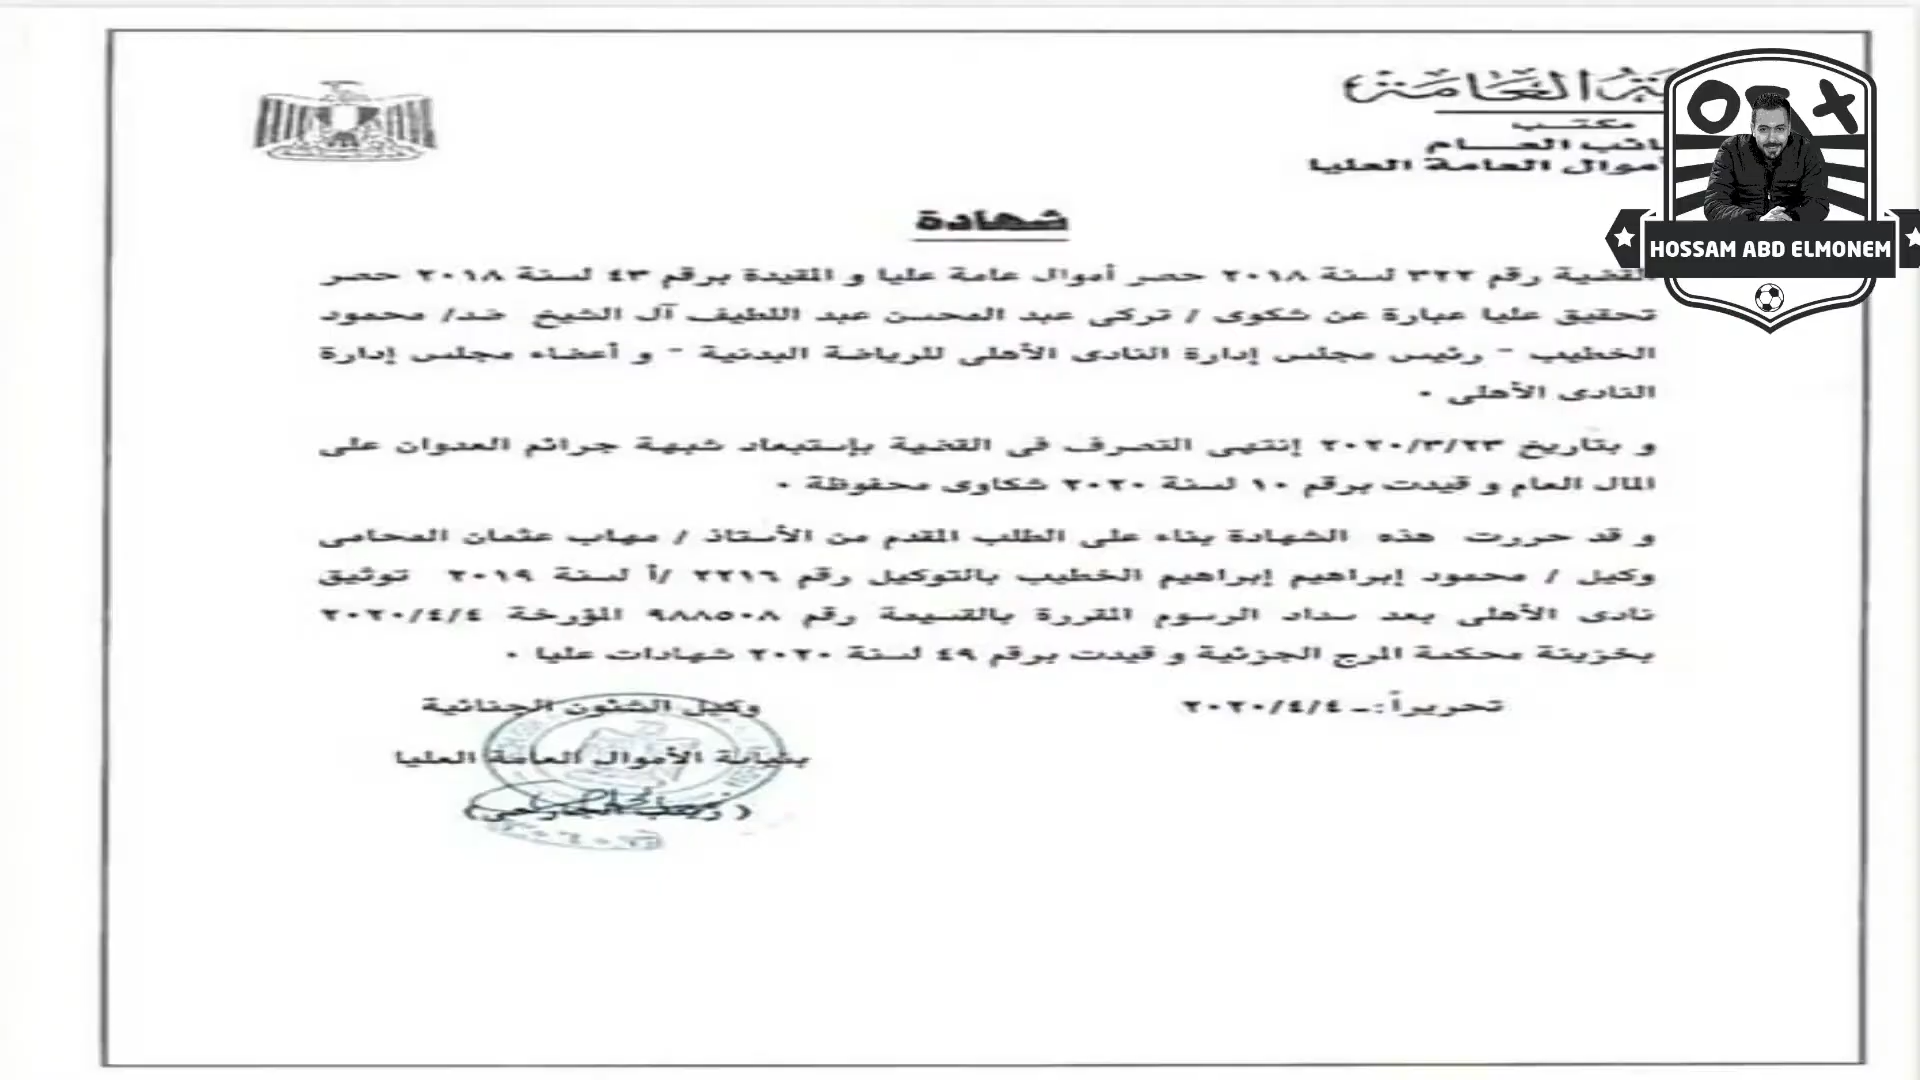 العامة
مكتب
العام
الأموال العامة العليا
HOSSAM ABD ELMONEM
شهادة
القضية رقم ٣٢٢ لسنة ٢٠١٨ حصر أموال عامة عليا و المقيدة برقم ٤٣ لسنة ٢٠١٨ حصر
تحقيق عليا عبارة عن شكوى / تركى عبد المحسن عبد اللطيف آل الشيخ ضد/ محمود
الخطيب - رئيس مجلس إدارة النادى الأهلى للرياضة البدنية - و أعضاء مجلس إدارة
النادى الأهلى .
و بتاريخ ٢٠٢٠/٣/٢٣ إنتهى التصرف فى القضية بإستبعاد شبهة جرائم العدوان على
المال العام و قيدت برقم ١٠ لسنة ٢٠٢٠ شكاوى محفوظة .
و قد حررت هذه الشهادة بناء على الطلب المقدم من الأستاذ / مهاب عثمان المحامى
وكيل / محمود إبراهيم إبراهيم الخطيب بالتوكيل رقم ٢٢١٦ /أ لسنة ٢٠١٩ توثيق
نادى الأهلى بعد سداد الرسوم المقررة بالقسيمة رقم ٩٨٨٥٠٨ المؤرخة ٢٠٢٠/٤/٤
بخزينة محكمة المرج الجزئية و قيدت برقم ٤٩ لسنة ٢٠٢٠ شهادات عليا .
تحريراً :ـ ٢٠٢٠/٤/٤
وكيل الشئون الجنائية
بنيابة الأموال العامة العليا